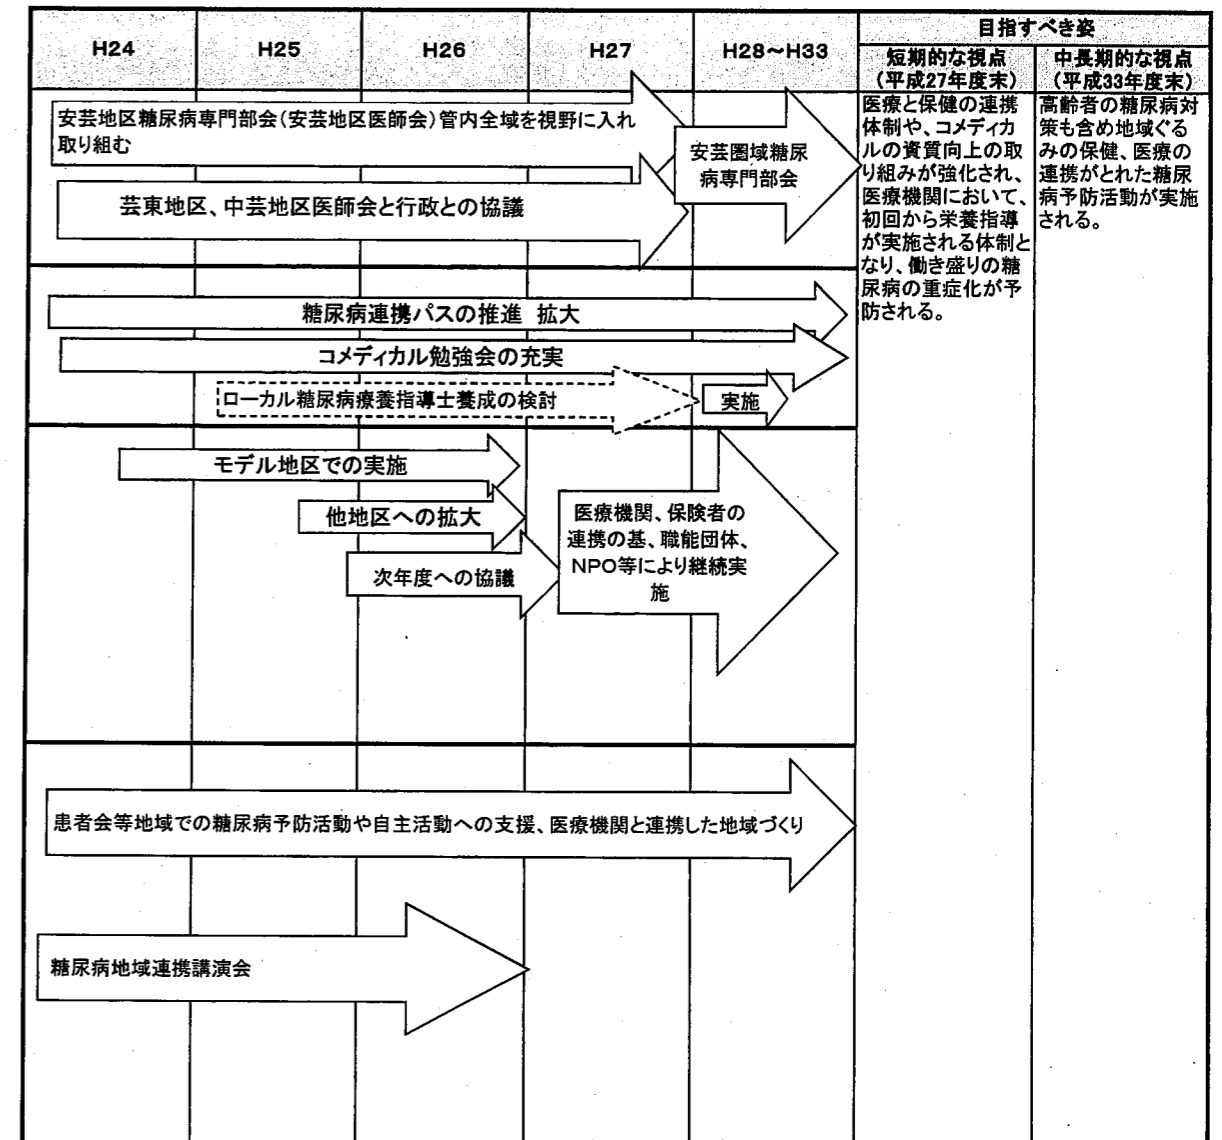 H24
H25
H26
H27
H28～H33
目指すべき姿
短期的な視点
（平成27年度末）
中長期的な視点
（平成33年度末）
安芸地区糖尿病専門部会（安芸地区医師会）管内全域を視野に入れ
取り組む
芸東地区、中芸地区医師会と行政との協議
安芸圏域糖尿
病専門部会
医療と保健の連携
体制や、コメディカ
ルの資質向上の取
り組みが強化され、
医療機関において、
初回から栄養指導
が実施される体制と
なり、働き盛りの糖
尿病の重症化が予
防される。
高齢者の糖尿病対
策も含め地域ぐる
みの保健、医療の
連携がとれた糖尿
病予防活動が実施
される。
糖尿病連携パスの推進 拡大
コメディカル勉強会の充実
ローカル糖尿病療養指導士養成の検討
実施
モデル地区での実施
他地区への拡大
次年度への協議
医療機関、保険者の
連携の基、職能団体、
NPO等により継続実
施
患者会等地域での糖尿病予防活動や自主活動への支援、医療機関と連携した地域づくり
糖尿病地域連携講演会